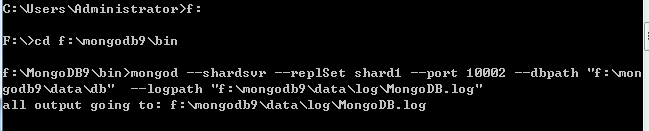 C:\Users\Administrator>f:
F:\>cd f:\mongodb9\bin
f:\MongoDB9\bin>mongod --shardsvr --replSet shard1 --port 10002 --dbpath "f:\mon
godb9\data\db"  --logpath "f:\mongodb9\data\log\MongoDB.log"
all output going to: f:\mongodb9\data\log\MongoDB.log